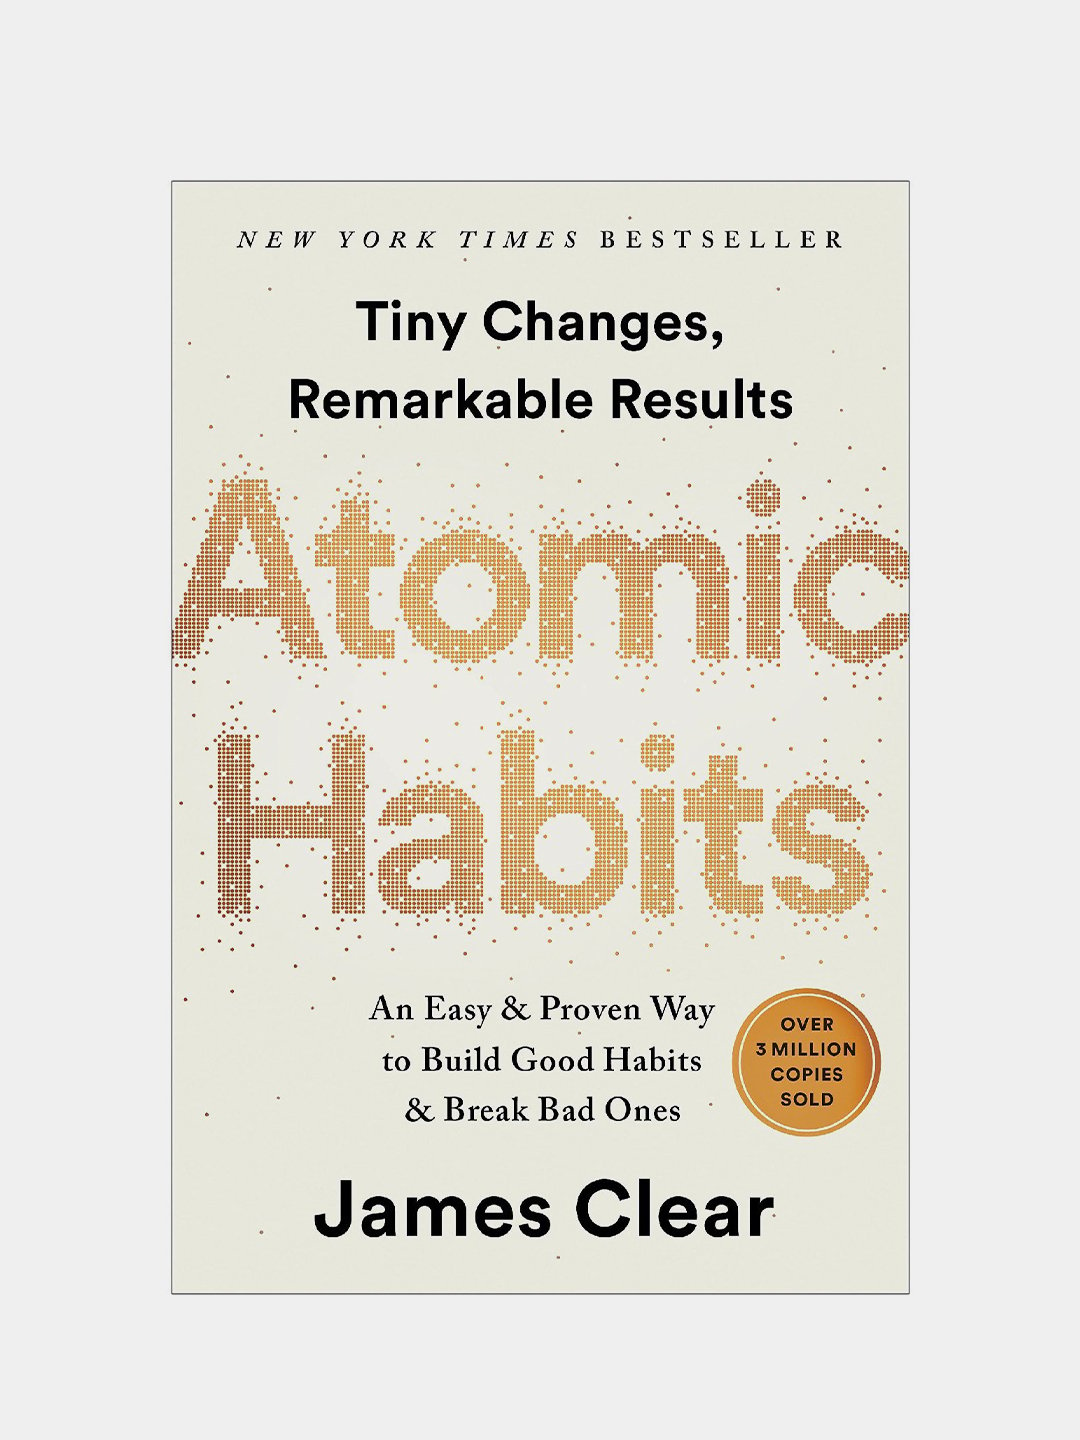 NEW YORK TIMES BESTSELLER
Tiny Changes,
Remarkable Results
Atomic
Habits
An Easy & Proven Way
to Build Good Habits
& Break Bad Ones
OVER
3 MILLION
COPIES
SOLD
James Clear